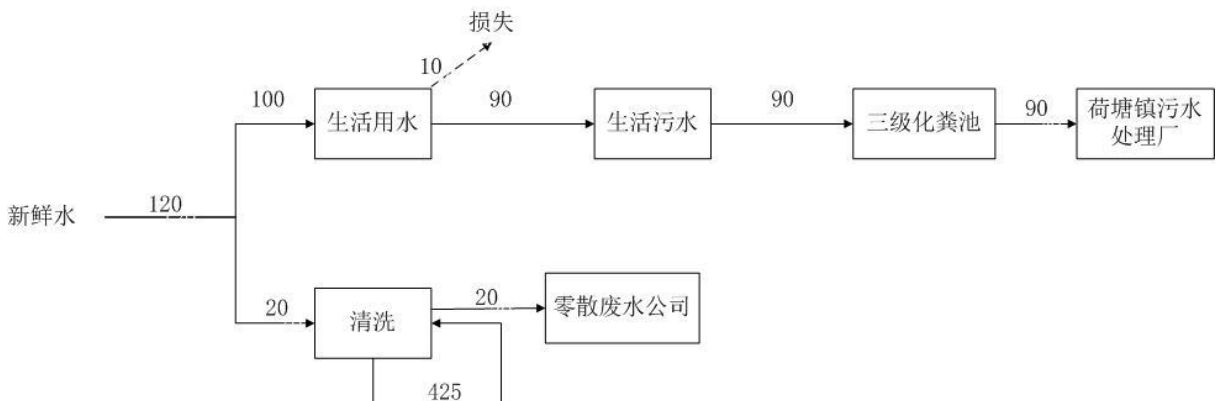 损失
10
100
生活用水
90
生活污水
90
三级化粪池
90
荷塘镇污水
处理厂
新鲜水
120
20
清洗
20
零散废水公司
425